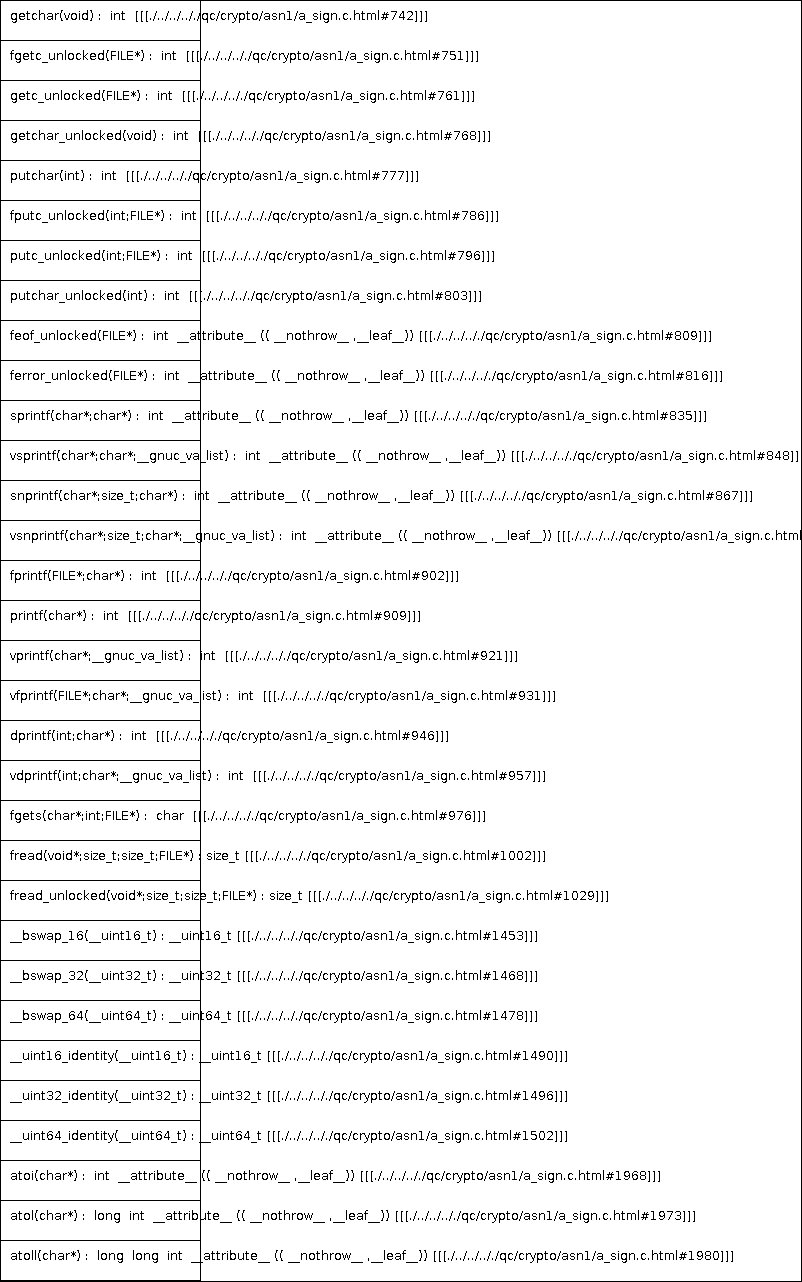 getchar(void) :  int  [[[./../../../../qc/crypto/asn1/a_sign.c.html#742]]]
fgetc_unlocked(FILE*) :  int  [[[./../../../../qc/crypto/asn1/a_sign.c.html#751]]]
getc_unlocked(FILE*) :  int  [[[./../../../../qc/crypto/asn1/a_sign.c.html#761]]]
getchar_unlocked(void) :  int  [[[./../../../../qc/crypto/asn1/a_sign.c.html#768]]]
putchar(int) :  int  [[[./../../../../qc/crypto/asn1/a_sign.c.html#777]]]
fputc_unlocked(int;FILE*) :  int  [[[./../../../../qc/crypto/asn1/a_sign.c.html#786]]]
putc_unlocked(int;FILE*) :  int  [[[./../../../../qc/crypto/asn1/a_sign.c.html#796]]]
putchar_unlocked(int) :  int  [[[./../../../../qc/crypto/asn1/a_sign.c.html#803]]]
feof_unlocked(FILE*) :  int  __attribute__ (( __nothrow__ ,__leaf__)) [[[./../../../../qc/crypto/asn1/a_sign.c.html#809]]]
ferror_unlocked(FILE*) :  int  __attribute__ (( __nothrow__ ,__leaf__)) [[[./../../../../qc/crypto/asn1/a_sign.c.html#816]]]
sprintf(char*;char*) :  int  __attribute__ (( __nothrow__ ,__leaf__)) [[[./../../../../qc/crypto/asn1/a_sign.c.html#835]]]
vsprintf(char*;char*;__gnuc_va_list) :  int  __attribute__ (( __nothrow__ ,__leaf__)) [[[./../../../../qc/crypto/asn1/a_sign.c.html#848]]
snprintf(char*;size_t;char*) :  int  __attribute__ (( __nothrow__ ,__leaf__)) [[[./../../../../qc/crypto/asn1/a_sign.c.html#867]]]
vsnprintf(char*;size_t;char*;__gnuc_va_list) :  int  __attribute__ (( __nothrow__ ,__leaf__)) [[[./../../../../qc/crypto/asn1/a_sign.c.html
fprintf(FILE*;char*) :  int  [[[./../../../../qc/crypto/asn1/a_sign.c.html#902]]]
printf(char*) :  int  [[[./../../../../qc/crypto/asn1/a_sign.c.html#909]]]
vprintf(char*;__gnuc_va_list) :  int  [[[./../../../../qc/crypto/asn1/a_sign.c.html#921]]]
vfprintf(FILE*;char*;__gnuc_va_list) :  int  [[[./../../../../qc/crypto/asn1/a_sign.c.html#931]]]
dprintf(int;char*) :  int  [[[./../../../../qc/crypto/asn1/a_sign.c.html#946]]]
vdprintf(int;char*;__gnuc_va_list) :  int  [[[./../../../../qc/crypto/asn1/a_sign.c.html#957]]]
fgets(char*;int;FILE*) :  char  [[[./../../../../qc/crypto/asn1/a_sign.c.html#976]]]
fread(void*;size_t;size_t;FILE*) : size_t [[[./../../../../qc/crypto/asn1/a_sign.c.html#1002]]]
fread_unlocked(void*;size_t;size_t;FILE*) : size_t [[[./../../../../qc/crypto/asn1/a_sign.c.html#1029]]]
__bswap_16(__uint16_t) : __uint16_t [[[./../../../../qc/crypto/asn1/a_sign.c.html#1453]]]
__bswap_32(__uint32_t) : __uint32_t [[[./../../../../qc/crypto/asn1/a_sign.c.html#1468]]]
__bswap_64(__uint64_t) : __uint64_t [[[./../../../../qc/crypto/asn1/a_sign.c.html#1478]]]
__uint16_identity(__uint16_t) : __uint16_t [[[./../../../../qc/crypto/asn1/a_sign.c.html#1490]]]
__uint32_identity(__uint32_t) : __uint32_t [[[./../../../../qc/crypto/asn1/a_sign.c.html#1496]]]
__uint64_identity(__uint64_t) : __uint64_t [[[./../../../../qc/crypto/asn1/a_sign.c.html#1502]]]
atoi(char*) :  int  __attribute__ (( __nothrow__ ,__leaf__)) [[[./../../../../qc/crypto/asn1/a_sign.c.html#1968]]]
atol(char*) :  long  int  __attribute__ (( __nothrow__ ,__leaf__)) [[[./../../../../qc/crypto/asn1/a_sign.c.html#1973]]]
atoll(char*) :  long  long  int  __attribute__ (( __nothrow__ ,__leaf__)) [[[./../../../../qc/crypto/asn1/a_sign.c.html#1980]]]